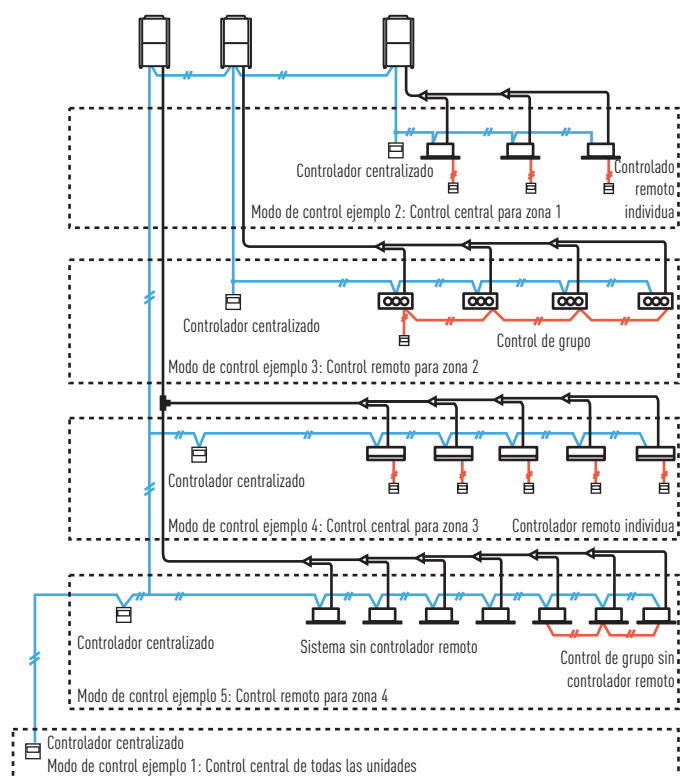 Controlador centralizado
Controlado
remoto
individua
Modo de control ejemplo 2: Control central para zona 1
Controlador centralizado
Control de grupo
Modo de control ejemplo 3: Control remoto para zona 2
Controlador centralizado
Modo de control ejemplo 4: Control central para zona 3
Controlador remoto individua
Controlador centralizado
Sistema sin controlador remoto
Control de grupo sin
controlador remoto
Modo de control ejemplo 5: Control remoto para zona 4
Controlador centralizado
Modo de control ejemplo 1: Control central de todas las unidades